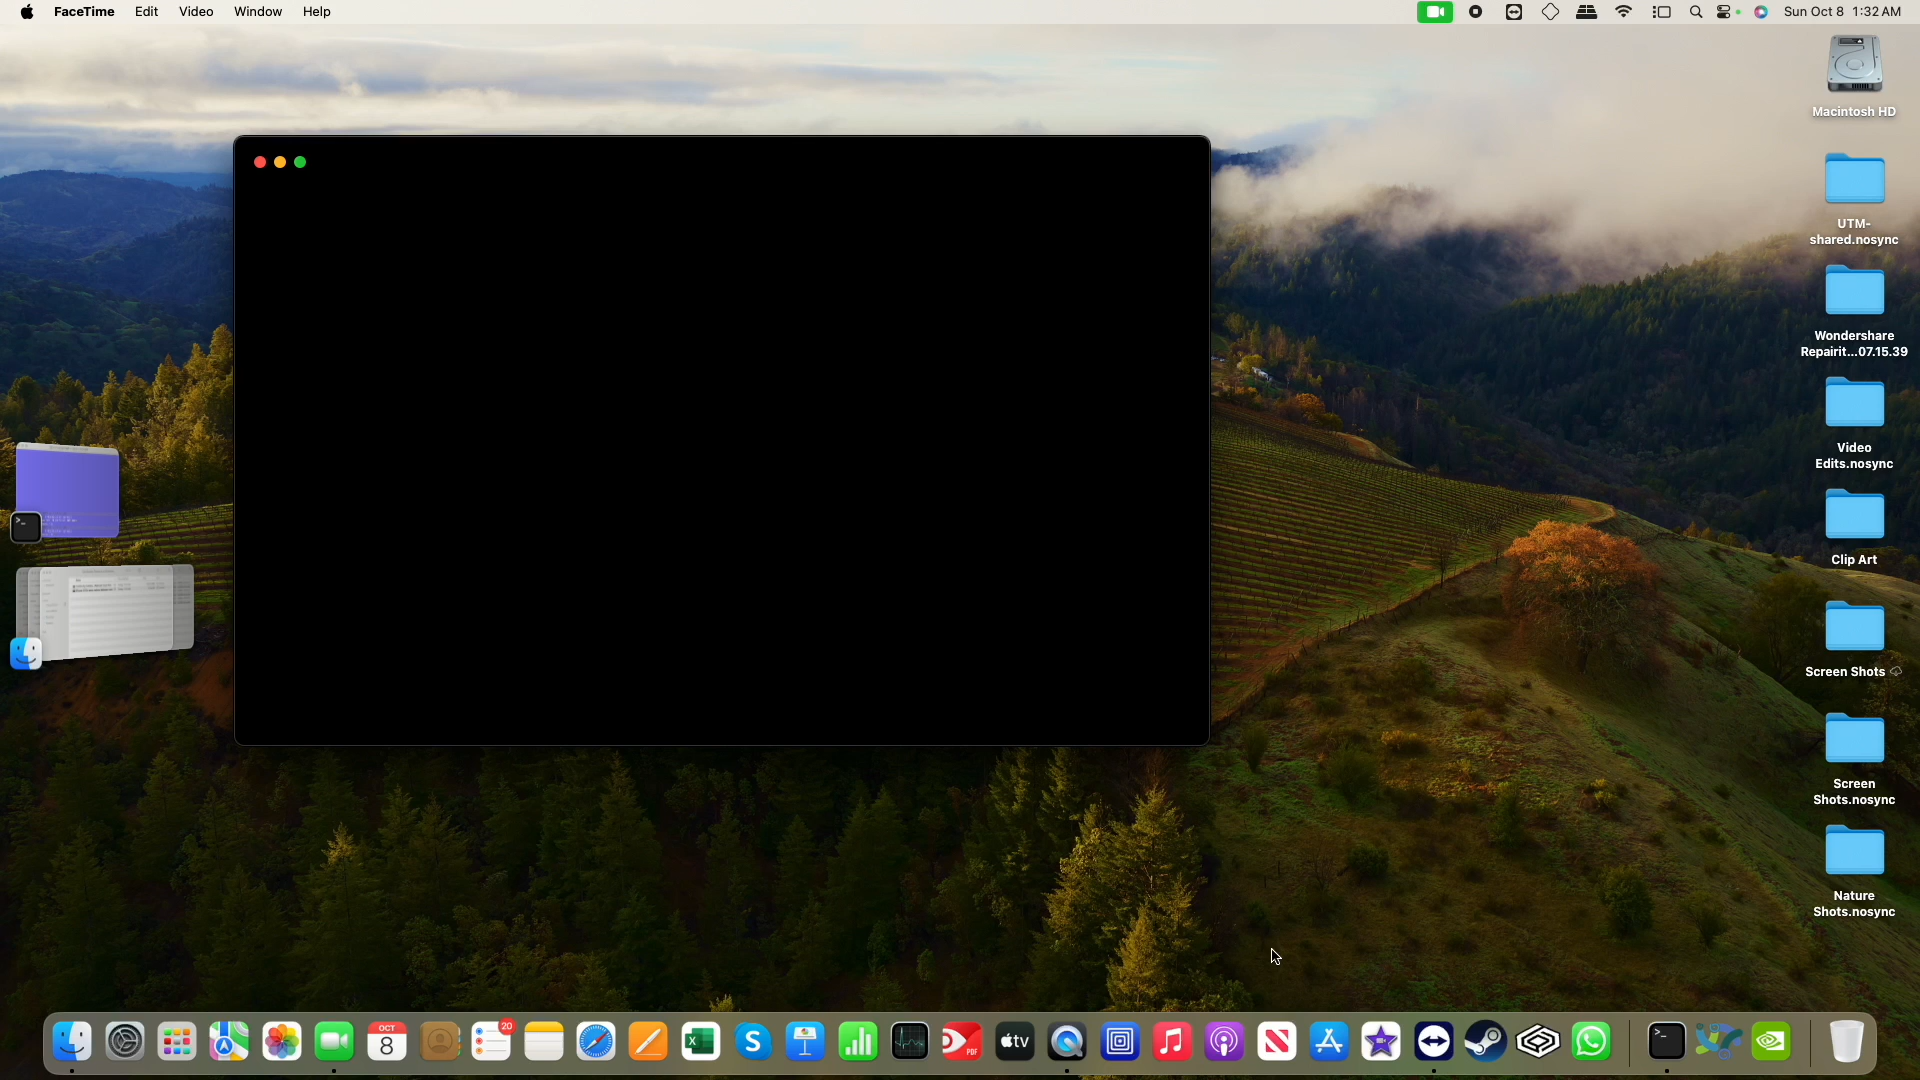 FaceTime Edit Video Window Help
Sun Oct 8 1:32 AM
Macintosh HD
UTM-
shared.nosync
Wondershare
Repairit...07.15.39
Video
Edits.nosync
Clip Art
Screen Shots
Screen
Shots.nosync
Nature
Shots.nosync
OCT
8
20
X
S
PDF
tv
>_